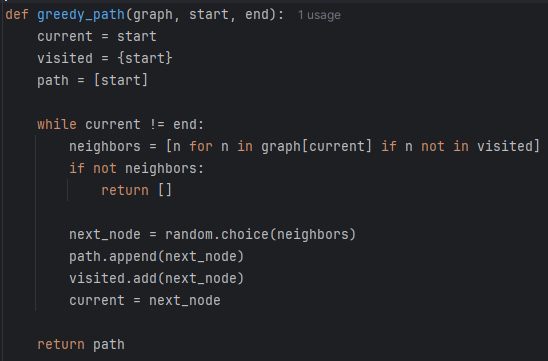 def greedy_path(graph, start, end): 1 usage
    current = start
    visited = {start}
    path = [start]

    while current != end:
        neighbors = [n for n in graph[current] if n not in visited]
        if not neighbors:
            return []

        next_node = random.choice(neighbors)
        path.append(next_node)
        visited.add(next_node)
        current = next_node

    return path